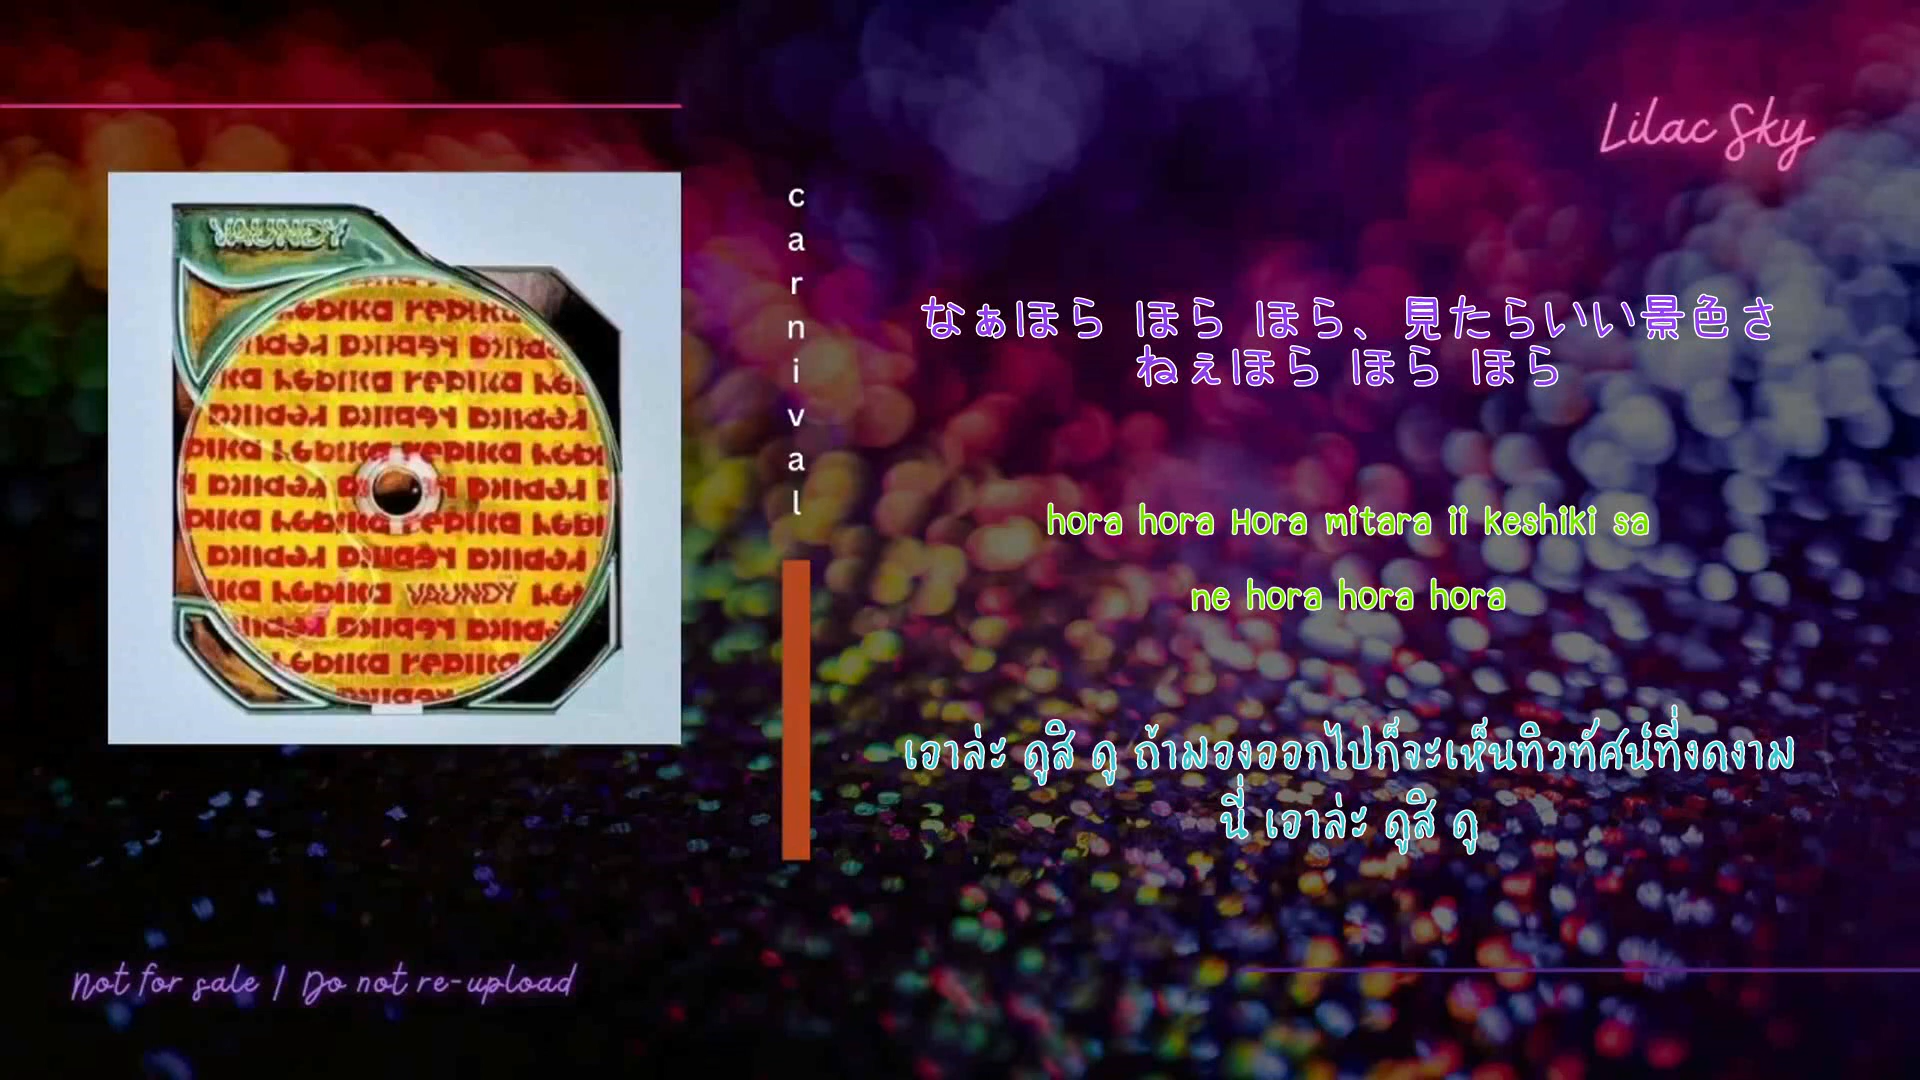 Lilac Sky
VAUNDY
replica replica
replica replica
VAUNDY
carnival
なぁほら ほら ほら、見たらいい景色さ
ねぇほら ほら ほら
hora hora Hora mitara ii keshiki sa
ne hora hora hora
เอาล่ะ ดูสิ ดู ถ้ามองออกไปก็จะเห็นทิวทัศน์ที่งดงาม
นี่ เอาล่ะ ดูสิ ดู
Not for sale / Do not re-upload